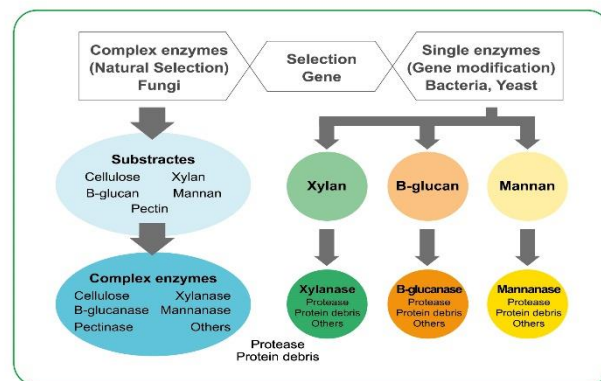 Complex enzymes
(Natural Selection)
Fungi
Selection
Gene
Single enzymes
(Gene modification)
Bacteria, Yeast
Substractes
Cellulose Xylan
B-glucan Mannan
Pectin
Xylan
B-glucan
Mannan
Complex enzymes
Cellulose Xylanase
B-glucanase Mannanase
Pectinase Others
Protease
Protein debris
Xylanase
Protease
Protein debris
Others
B-glucanase
Protease
Protein debris
Others
Mannanase
Protease
Protein debris
Others